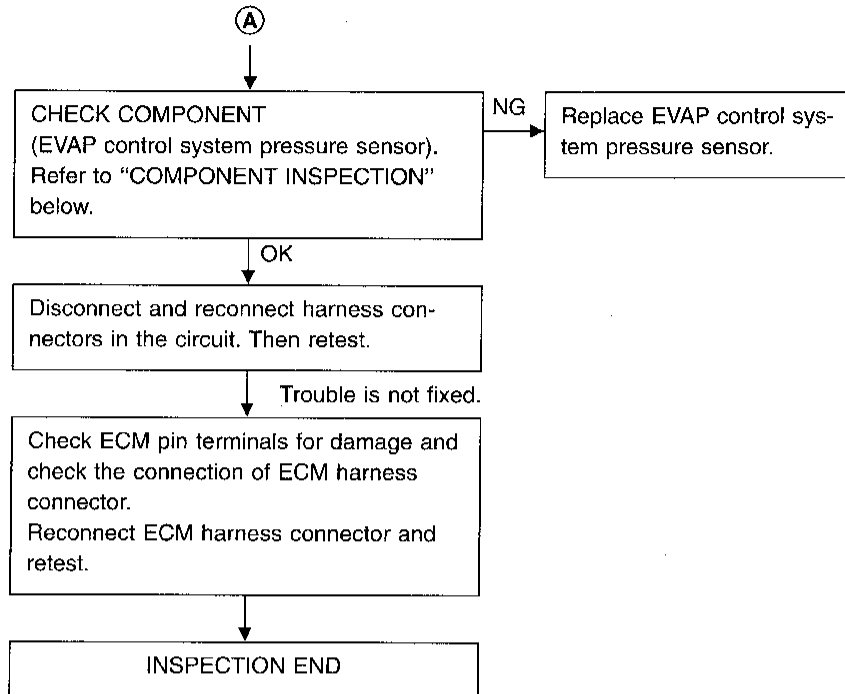 A
CHECK COMPONENT
(EVAP control system pressure sensor).
Refer to “COMPONENT INSPECTION”
below.
NG
Replace EVAP control sys-
tem pressure sensor.
OK
Disconnect and reconnect harness con-
nectors in the circuit. Then retest.
Trouble is not fixed.
Check ECM pin terminals for damage and
check the connection of ECM harness
connector.
Reconnect ECM harness connector and
retest.
INSPECTION END